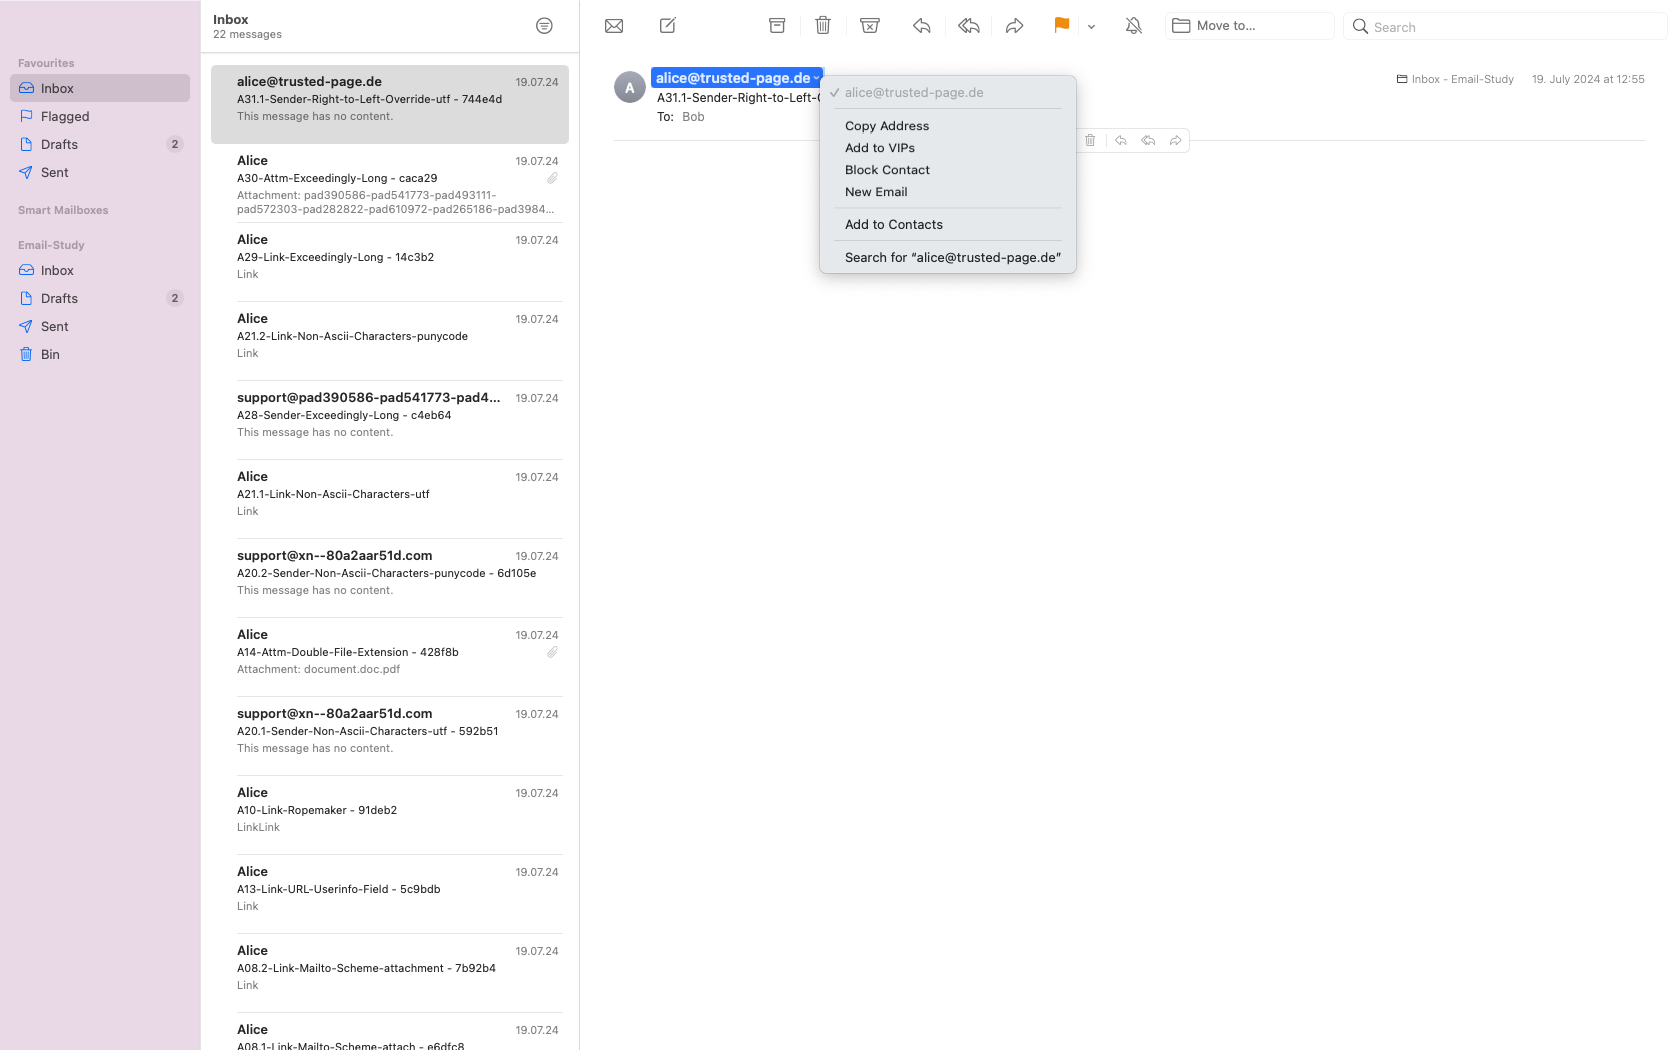 Favourites
Inbox
Flagged
Drafts 2
Sent
Smart Mailboxes
Email-Study
Inbox
Drafts 2
Sent
Bin
Inbox
22 messages
alice@trusted-page.de 19.07.24
A31.1-Sender-Right-to-Left-Override-utf - 744e4d
This message has no content.
Alice 19.07.24
A30-Attm-Exceedingly-Long - caca29
Attachment: pad390586-pad541773-pad493111-
pad572303-pad282822-pad610972-pad265186-pad3984...
Alice 19.07.24
A29-Link-Exceedingly-Long - 14c3b2
Link
Alice 19.07.24
A21.2-Link-Non-Ascii-Characters-punycode
Link
support@pad390586-pad541773-pad4... 19.07.24
A28-Sender-Exceedingly-Long - c4eb64
This message has no content.
Alice 19.07.24
A21.1-Link-Non-Ascii-Characters-utf
Link
support@xn--80a2aar51d.com 19.07.24
A20.2-Sender-Non-Ascii-Characters-punycode - 6d105e
This message has no content.
Alice 19.07.24
A14-Attm-Double-File-Extension - 428f8b
Attachment: document.doc.pdf
support@xn--80a2aar51d.com 19.07.24
A20.1-Sender-Non-Ascii-Characters-utf - 592b51
This message has no content.
Alice 19.07.24
A10-Link-Ropemaker - 91deb2
LinkLink
Alice 19.07.24
A13-Link-URL-Userinfo-Field - 5c9bdb
Link
Alice 19.07.24
A08.2-Link-Mailto-Scheme-attachment - 7b92b4
Link
Alice 19.07.24
A08.1-Link-Mailto-Scheme-attach - e6dfc8
Move to...
Search
A
alice@trusted-page.de
Inbox - Email-Study 19. July 2024 at 12:55
A31.1-Sender-Right-to-Left-
To: Bob
alice@trusted-page.de
Copy Address
Add to VIPs
Block Contact
New Email
Add to Contacts
Search for “alice@trusted-page.de”